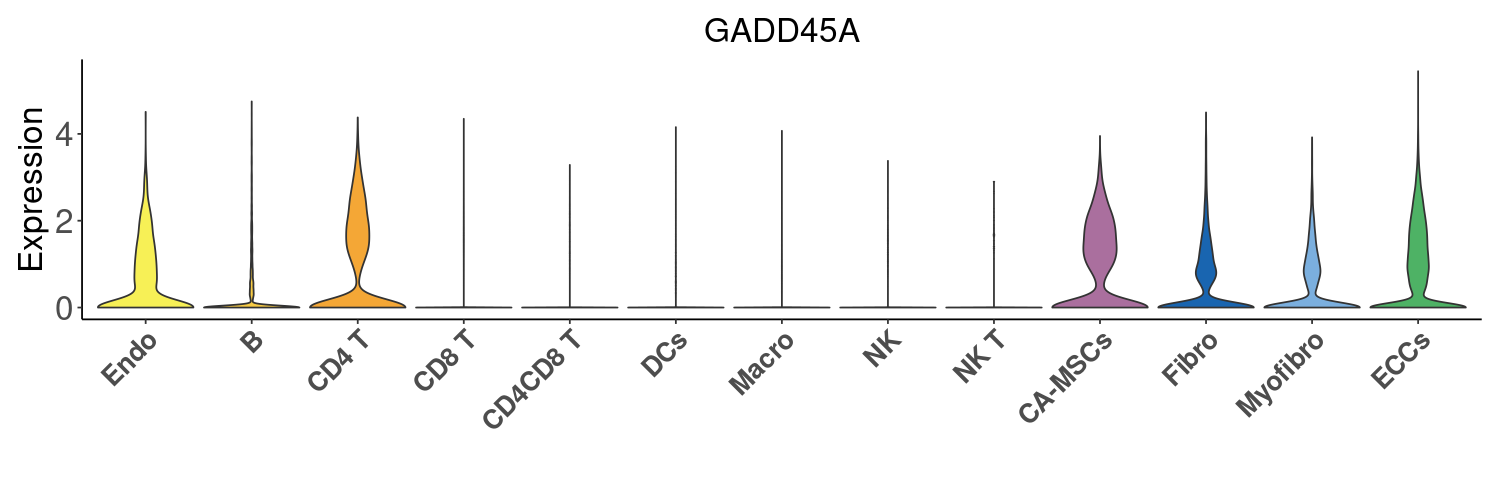 GADD45A
Expression
4
2
0
Endo
B
CD4 T
CD8 T
CD4CD8 T
DCs
Macro
NK
NK T
CA-MSCs
Fibro
Myofibro
ECCs